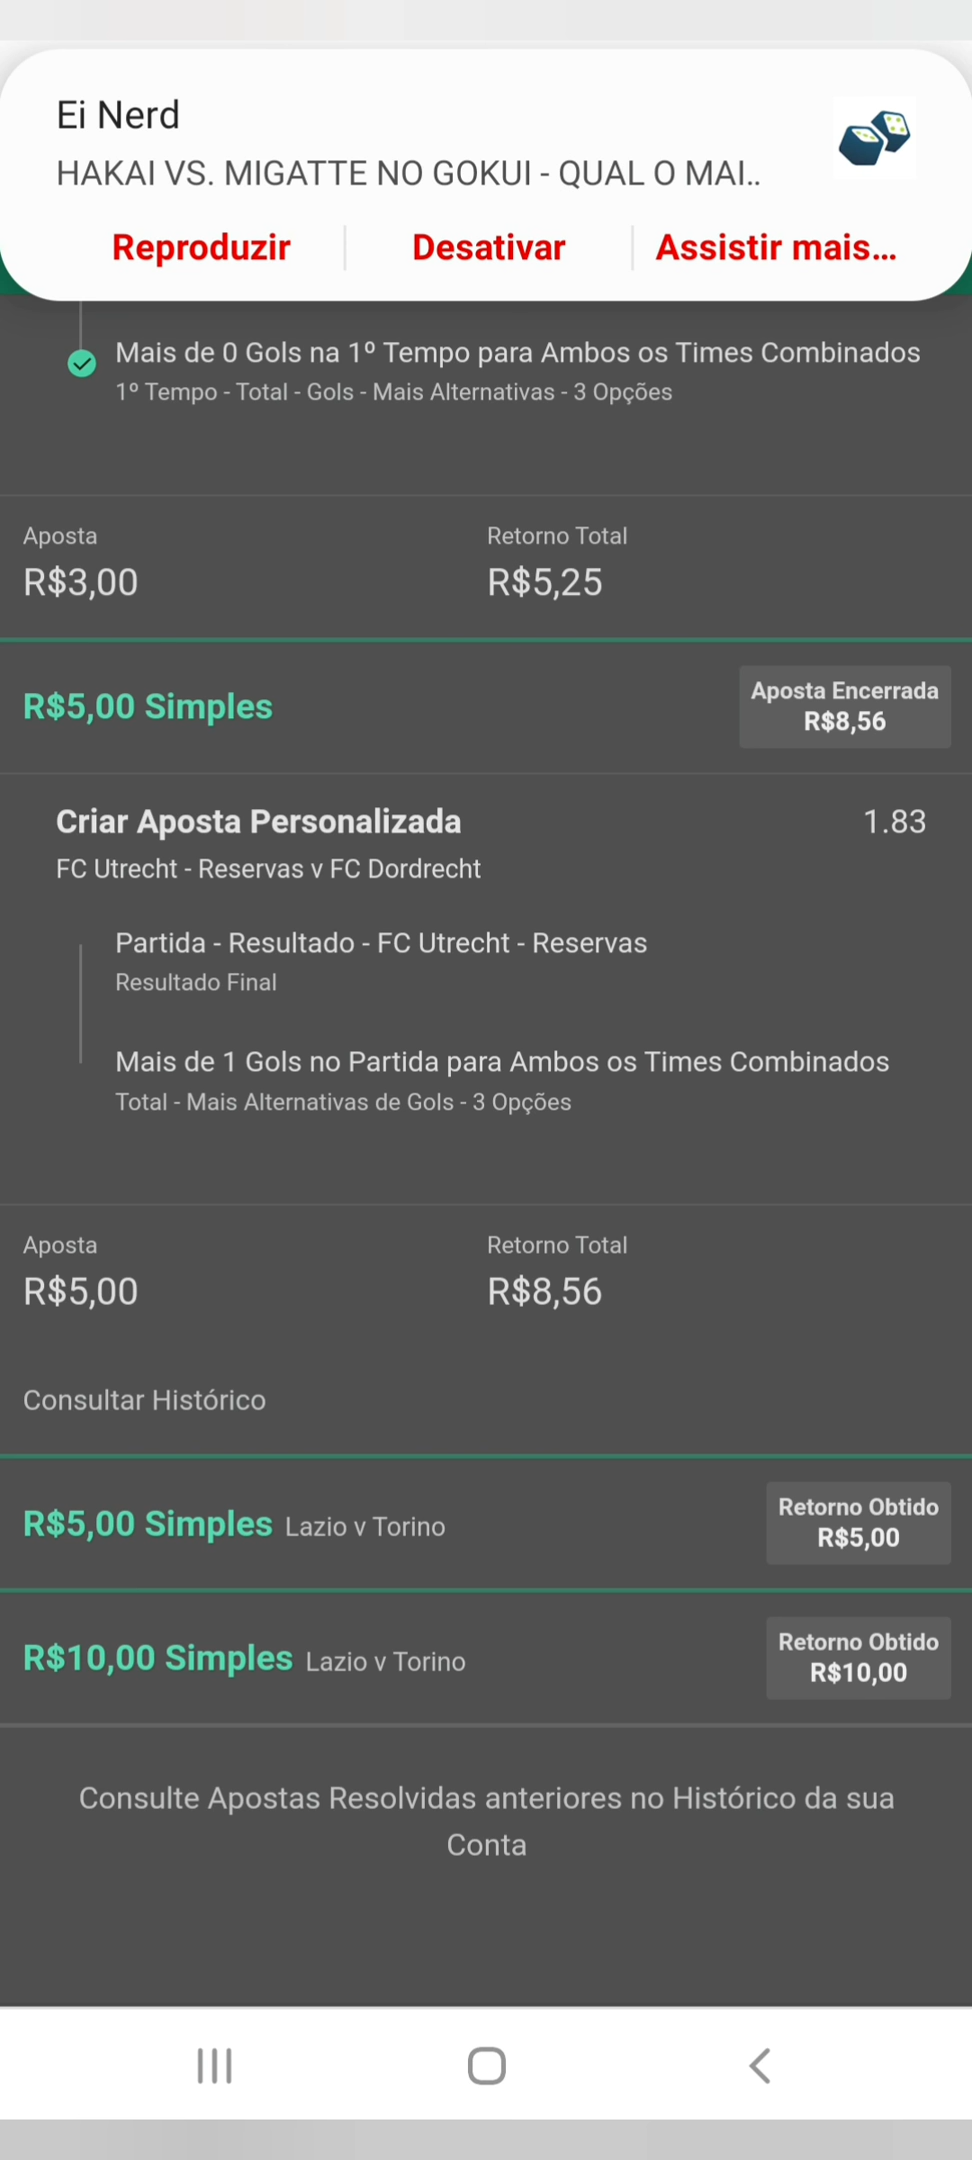 Ei Nerd
HAKAI VS. MIGATTE NO GOKUI - QUAL O MAI..
Reproduzir
Desativar
Assistir mais...
Mais de 0 Gols na 1º Tempo para Ambos os Times Combinados
1º Tempo - Total - Gols - Mais Alternativas - 3 Opções
Aposta
Retorno Total
R$3,00
R$5,25
R$5,00 Simples
Aposta Encerrada
R$8,56
Criar Aposta Personalizada
1.83
FC Utrecht - Reservas v FC Dordrecht
Partida - Resultado - FC Utrecht - Reservas
Resultado Final
Mais de 1 Gols no Partida para Ambos os Times Combinados
Total - Mais Alternativas de Gols - 3 Opções
Aposta
Retorno Total
R$5,00
R$8,56
Consultar Histórico
R$5,00 Simples Lazio v Torino
Retorno Obtido
R$5,00
R$10,00 Simples Lazio v Torino
Retorno Obtido
R$10,00
Consulte Apostas Resolvidas anteriores no Histórico da sua
Conta